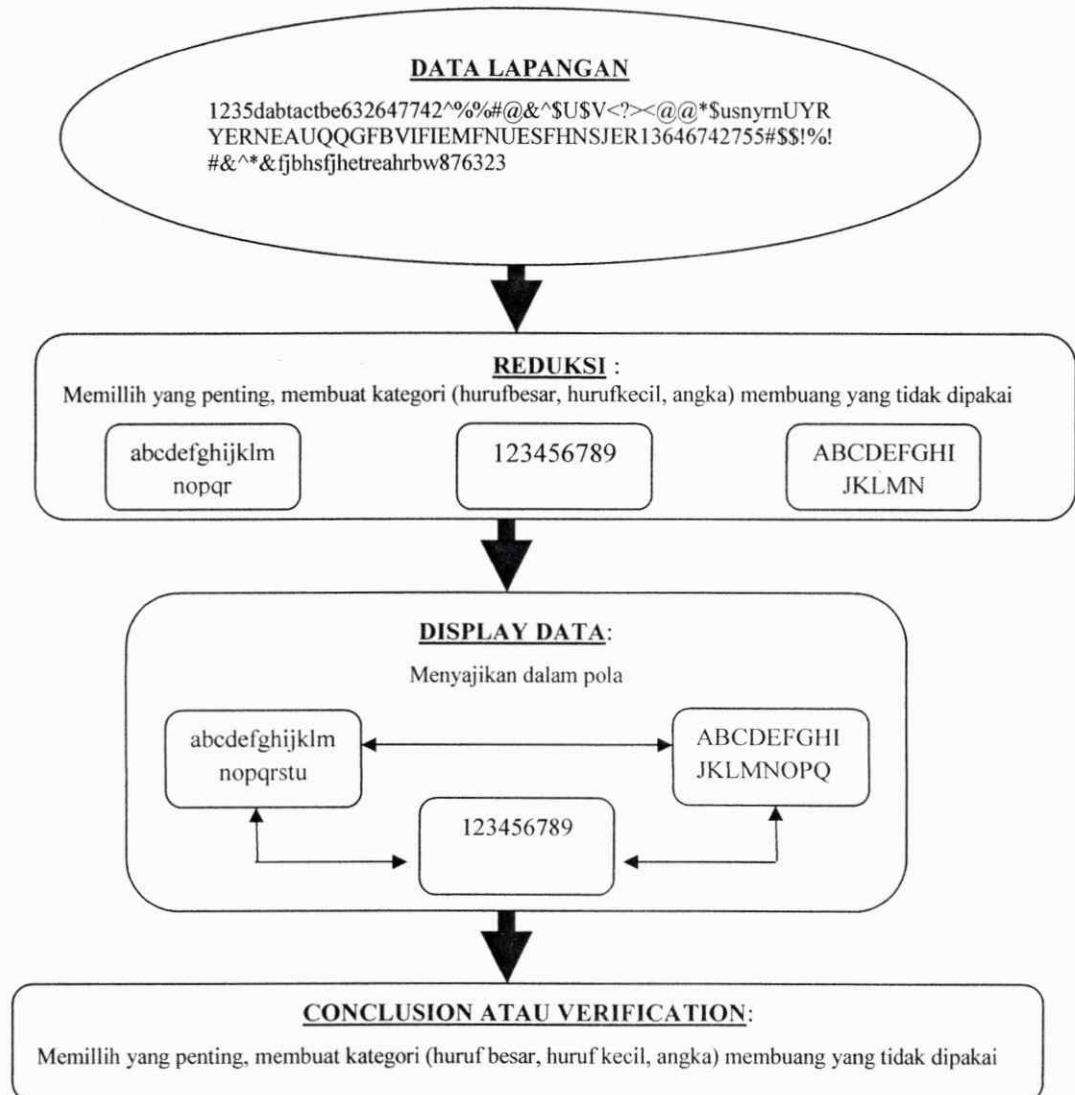 DATA LAPANGAN
1235dabtactbe632647742^%%#@&^$U$V<?><@@*$usnyrnUYR
YERNEAUQQGFBVIFIEMFNUESFHNSJER13646742755#$$!%!
#&^*&fjbhsfjhetreahrbw876323
REDUKSI :
Memillih yang penting, membuat kategori (hurufbesar, hurufkecil, angka) membuang yang tidak dipakai
abcdefghijklm
nopqr
123456789
ABCDEFGHI
JKLMN
DISPLAY DATA:
Menyajikan dalam pola
abcdefghijklm
nopqrstu
ABCDEFGHI
JKLMNOPQ
123456789
CONCLUSION ATAU VERIFICATION:
Memillih yang penting, membuat kategori (huruf besar, huruf kecil, angka) membuang yang tidak dipakai